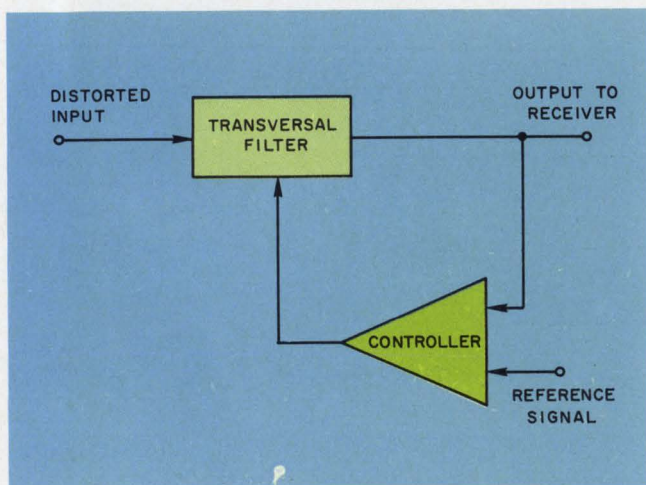 DISTORTED
INPUT
TRANSVERSAL
FILTER
OUTPUT TO
RECEIVER
CONTROLLER
REFERENCE
SIGNAL